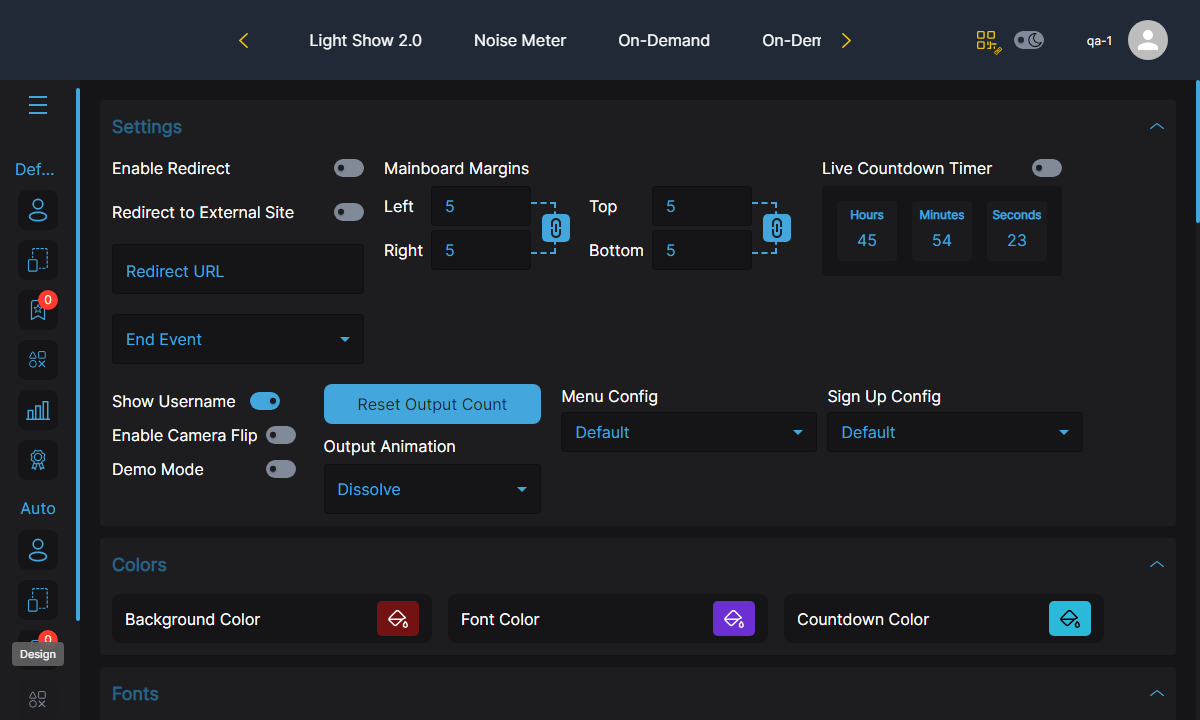 Light Show 2.0
Noise Meter
On-Demand
On-Dem
qa-1
Def...
0
Auto
0
Design
Settings
Enable Redirect
Redirect to External Site
Redirect URL
End Event
Mainboard Margins
Left 5
Right 5
Top 5
Bottom 5
Live Countdown Timer
Hours Minutes Seconds
45 54 23
Show Username
Enable Camera Flip
Demo Mode
Reset Output Count
Output Animation
Dissolve
Menu Config
Default
Sign Up Config
Default
Colors
Background Color
Font Color
Countdown Color
Fonts